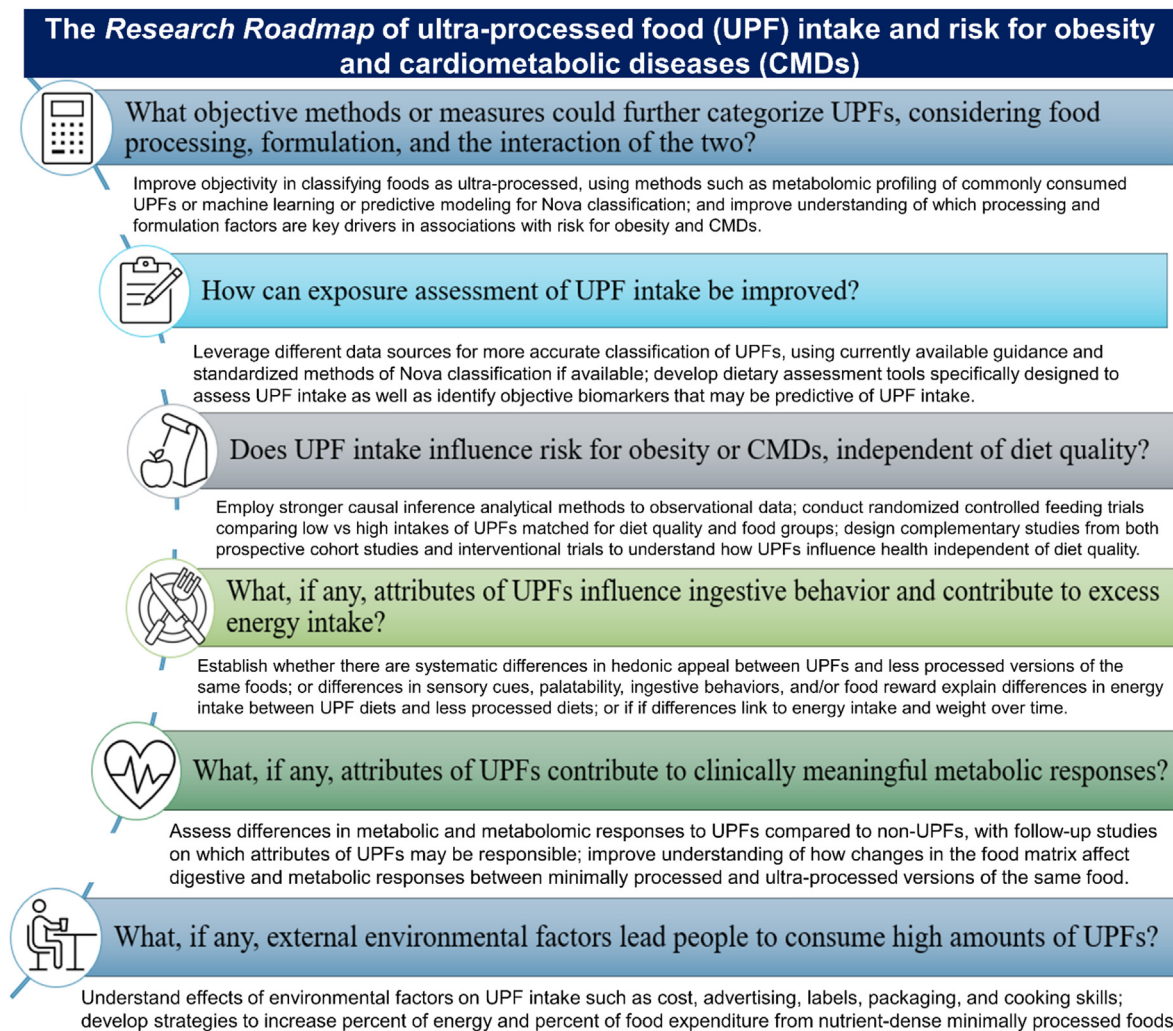 The Research Roadmap of ultra-processed food (UPF) intake and risk for obesity
and cardiometabolic diseases (CMDs)
What objective methods or measures could further categorize UPFs, considering food
processing, formulation, and the interaction of the two?
Improve objectivity in classifying foods as ultra-processed, using methods such as metabolomic profiling of commonly consumed
UPFs or machine learning or predictive modeling for Nova classification; and improve understanding of which processing and
formulation factors are key drivers in associations with risk for obesity and CMDs.
How can exposure assessment of UPF intake be improved?
Leverage different data sources for more accurate classification of UPFs, using currently available guidance and
standardized methods of Nova classification if available; develop dietary assessment tools specifically designed to
assess UPF intake as well as identify objective biomarkers that may be predictive of UPF intake.
Does UPF intake influence risk for obesity or CMDs, independent of diet quality?
Employ stronger causal inference analytical methods to observational data; conduct randomized controlled feeding trials
comparing low vs high intakes of UPFs matched for diet quality and food groups; design complementary studies from both
prospective cohort studies and interventional trials to understand how UPFs influence health independent of diet quality.
What, if any, attributes of UPFs influence ingestive behavior and contribute to excess
energy intake?
Establish whether there are systematic differences in hedonic appeal between UPFs and less processed versions of the
same foods; or differences in sensory cues, palatability, ingestive behaviors, and/or food reward explain differences in energy
intake between UPF diets and less processed diets; or if if differences link to energy intake and weight over time.
What, if any, attributes of UPFs contribute to clinically meaningful metabolic responses?
Assess differences in metabolic and metabolomic responses to UPFs compared to non-UPFs, with follow-up studies
on which attributes of UPFs may be responsible; improve understanding of how changes in the food matrix affect
digestive and metabolic responses between minimally processed and ultra-processed versions of the same food.
What, if any, external environmental factors lead people to consume high amounts of UPFs?
Understand effects of environmental factors on UPF intake such as cost, advertising, labels, packaging, and cooking skills;
develop strategies to increase percent of energy and percent of food expenditure from nutrient-dense minimally processed foods